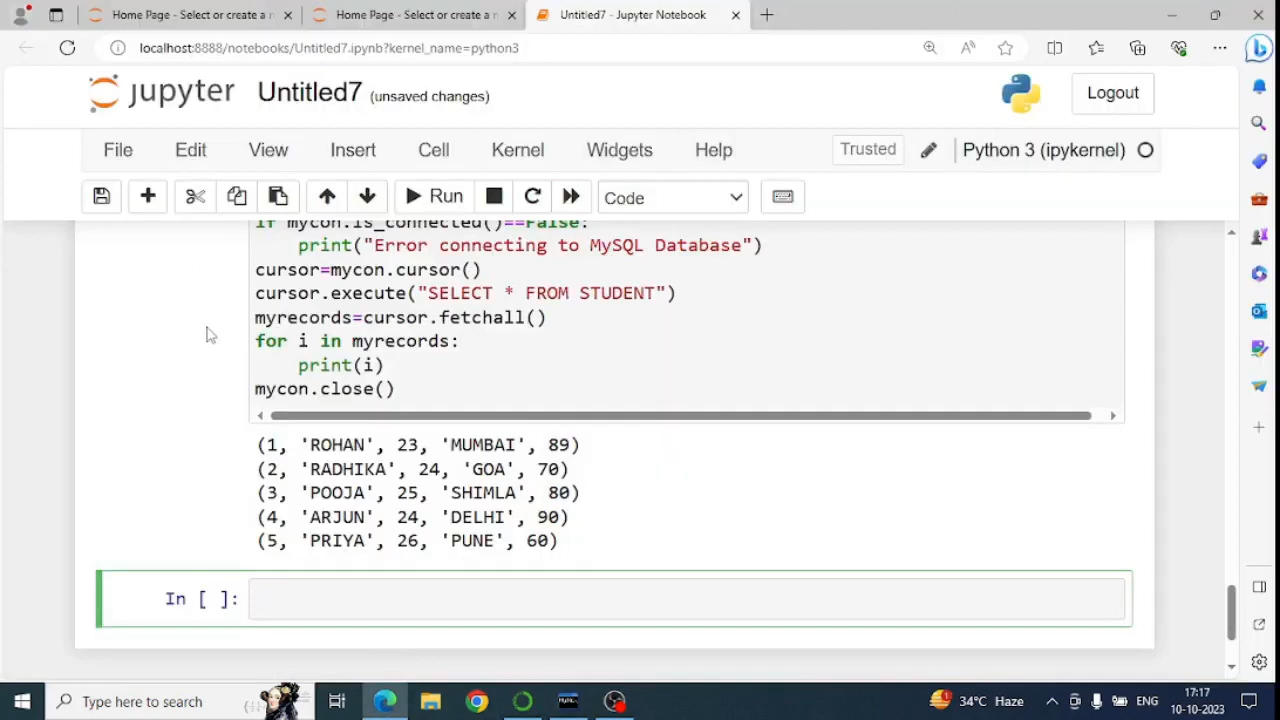 Home Page - Select or create a n
Home Page - Select or create a n
Untitled7 - Jupyter Notebook
localhost:8888/notebooks/Untitled7.ipynb?kernel_name=python3
jupyter Untitled7 (unsaved changes)
Logout
File Edit View Insert Cell Kernel Widgets Help
Trusted
Python 3 (ipykernel)
Run
Code
if mycon.is_connected()==False:
print("Error connecting to MySQL Database")
cursor=mycon.cursor()
cursor.execute("SELECT * FROM STUDENT")
myrecords=cursor.fetchall()
for i in myrecords:
print(i)
mycon.close()
(1, 'ROHAN', 23, 'MUMBAI', 89)
(2, 'RADHIKA', 24, 'GOA', 70)
(3, 'POOJA', 25, 'SHIMLA', 80)
(4, 'ARJUN', 24, 'DELHI', 90)
(5, 'PRIYA', 26, 'PUNE', 60)
In [ ]:
Type here to search
34°C Haze
ENG
17:17
10-10-2023